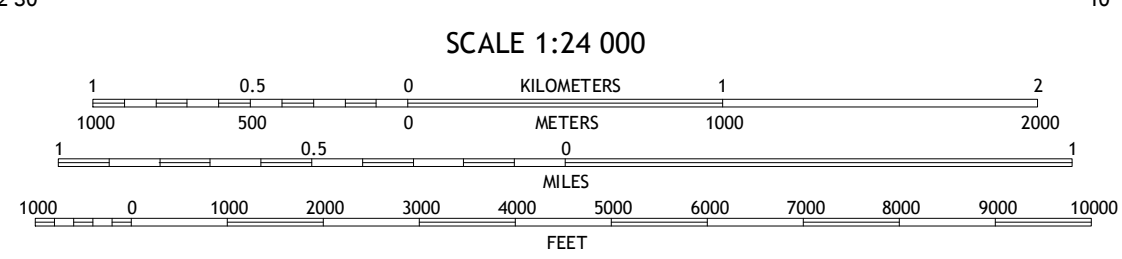 SCALE 1:24 000
1 0.5 0 KILOMETERS 1 2
1000 500 0 METERS 1000 2000
1 0.5 0 1
MILES
1000 0 1000 2000 3000 4000 5000 6000 7000 8000 9000 10000
FEET